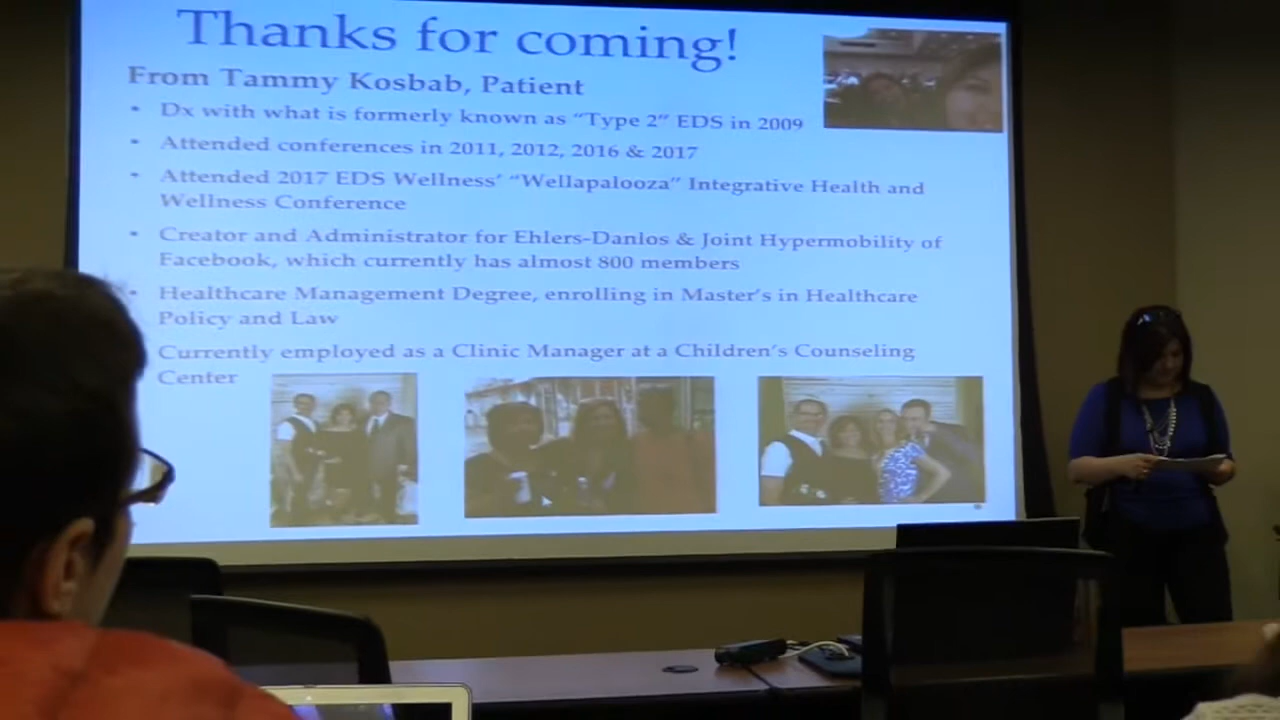 Thanks for coming!
From Tammy Kosbab, Patient
• Dx with what is formerly known as “Type 2” EDS in 2009
• Attended conferences in 2011, 2012, 2016 & 2017
• Attended 2017 EDS Wellness’ “Wellapalooza” Integrative Health and
Wellness Conference
• Creator and Administrator for Ehlers-Danlos & Joint Hypermobility of
Facebook, which currently has almost 800 members
• Healthcare Management Degree, enrolling in Master’s in Healthcare
Policy and Law
Currently employed as a Clinic Manager at a Children’s Counseling
Center